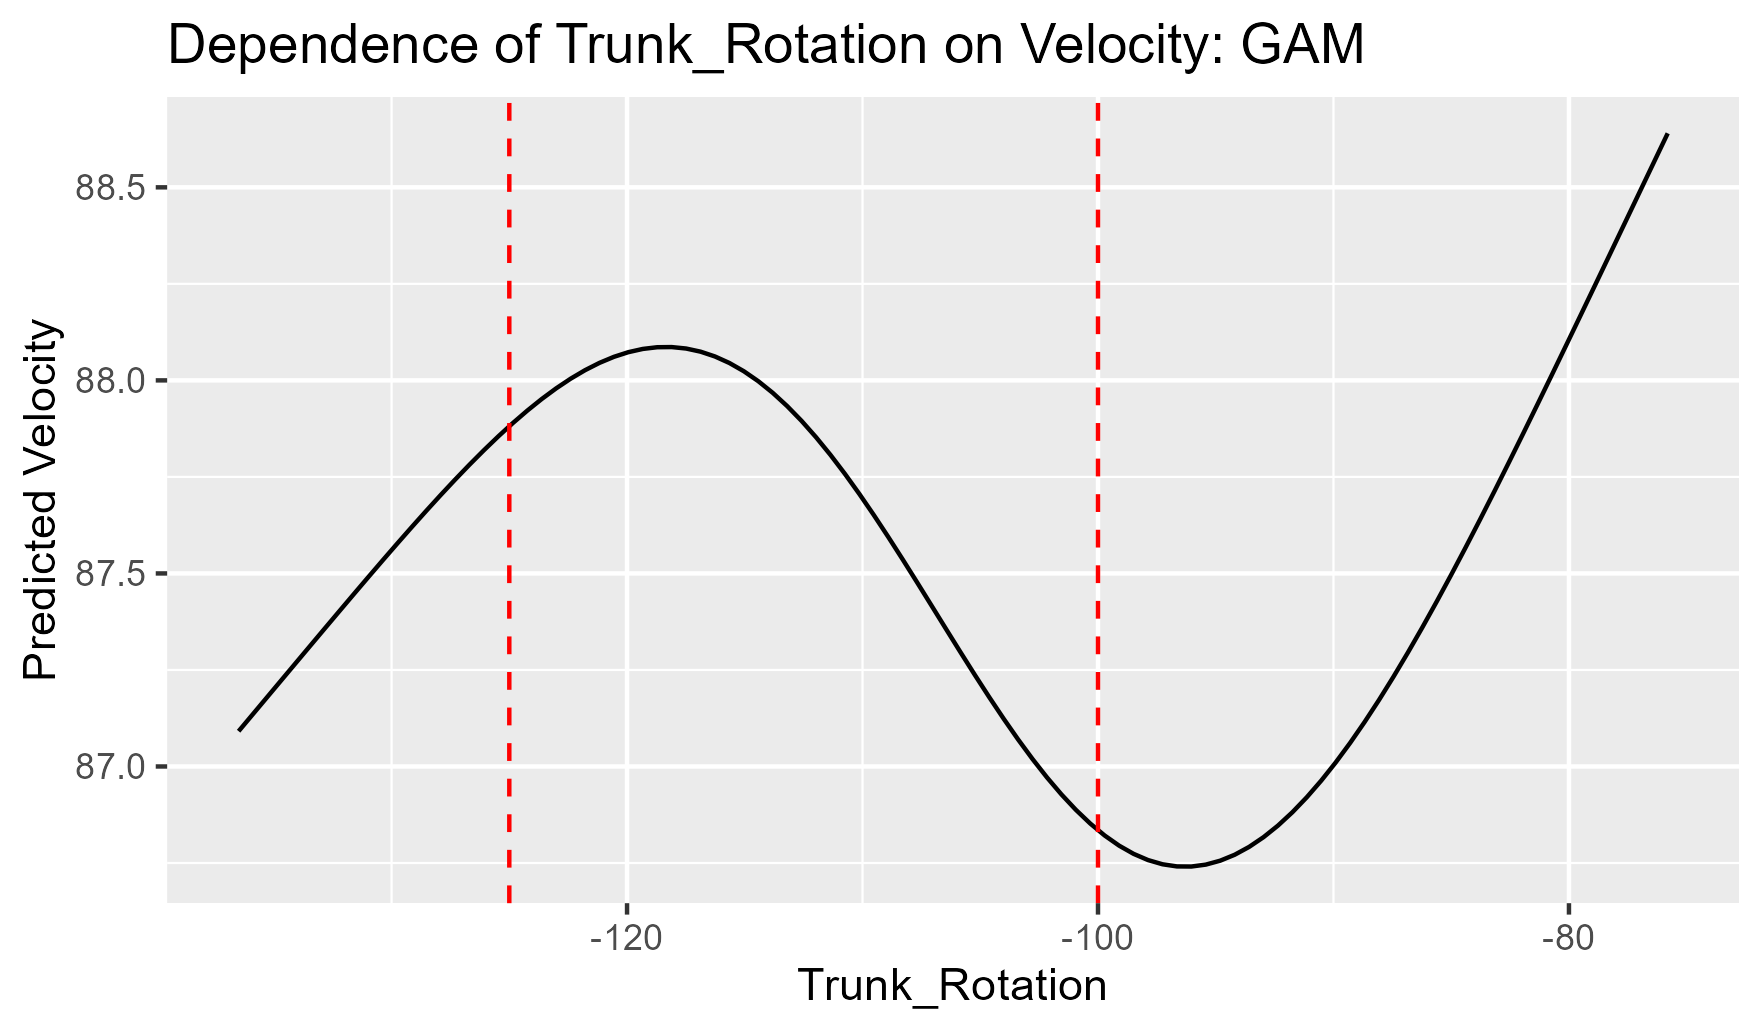 Dependence of Trunk_Rotation on Velocity: GAM
Predicted Velocity
88.5
88.0
87.5
87.0
-120
-100
-80
Trunk_Rotation